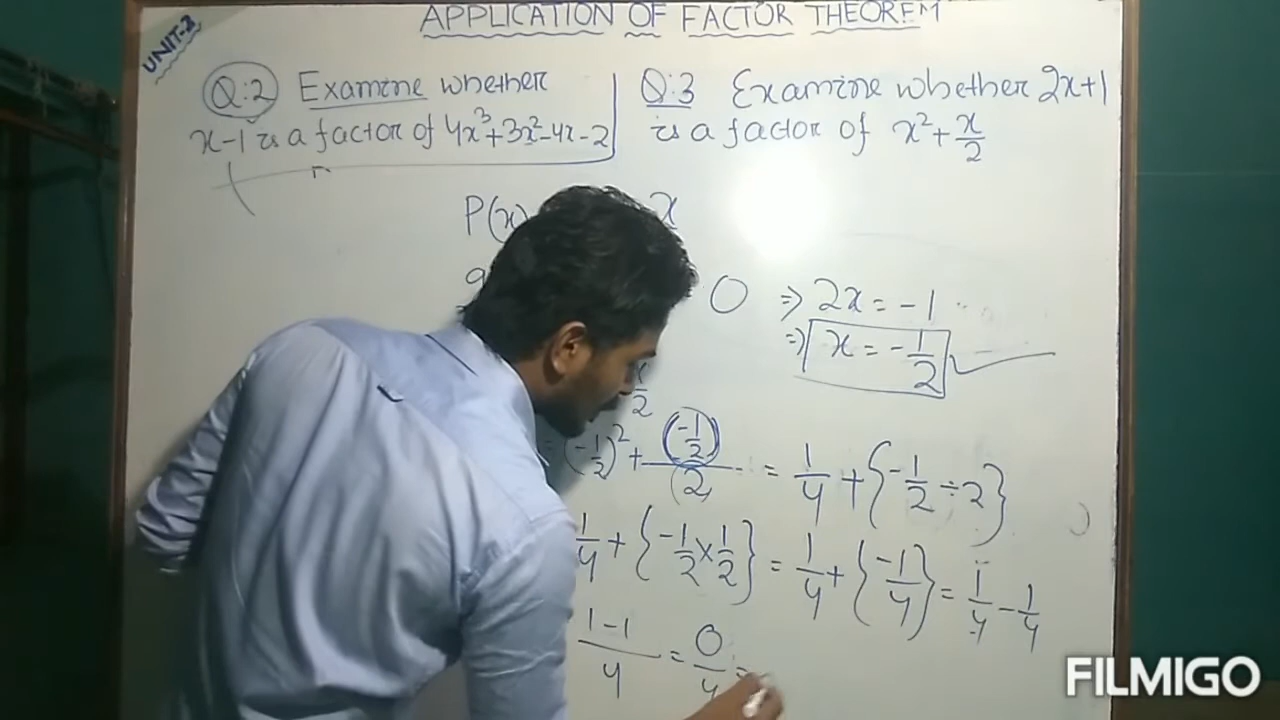 APPLICATION OF FACTOR THEOREM
UNIT-2
Q:2 Examine whether
x-1 is a factor of 4x³+3x²-4x-2
Q:3 Examine whether 2x+1
is a factor of x²+x/2
P(x) x
0 ⇒ 2x = -1
⇒ x = -1/2
x/2
= (-1/2)² + (-1/2)/2 = 1/4 + {-1/2 ÷ 2}
1/4 + {-1/2 × 1/2} = 1/4 + {-1/4} = 1/4 - 1/4
1-1/4 = 0/4 =
FILMIGO